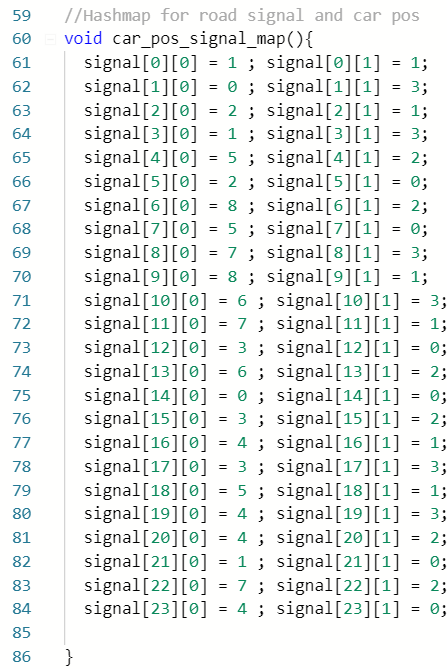 59 //Hashmap for road signal and car pos
60 void car_pos_signal_map(){
61 signal[0][0] = 1 ; signal[0][1] = 1;
62 signal[1][0] = 0 ; signal[1][1] = 3;
63 signal[2][0] = 2 ; signal[2][1] = 1;
64 signal[3][0] = 1 ; signal[3][1] = 3;
65 signal[4][0] = 5 ; signal[4][1] = 2;
66 signal[5][0] = 2 ; signal[5][1] = 0;
67 signal[6][0] = 8 ; signal[6][1] = 2;
68 signal[7][0] = 5 ; signal[7][1] = 0;
69 signal[8][0] = 7 ; signal[8][1] = 3;
70 signal[9][0] = 8 ; signal[9][1] = 1;
71 signal[10][0] = 6 ; signal[10][1] = 3;
72 signal[11][0] = 7 ; signal[11][1] = 1;
73 signal[12][0] = 3 ; signal[12][1] = 0;
74 signal[13][0] = 6 ; signal[13][1] = 2;
75 signal[14][0] = 0 ; signal[14][1] = 0;
76 signal[15][0] = 3 ; signal[15][1] = 2;
77 signal[16][0] = 4 ; signal[16][1] = 1;
78 signal[17][0] = 3 ; signal[17][1] = 3;
79 signal[18][0] = 5 ; signal[18][1] = 1;
80 signal[19][0] = 4 ; signal[19][1] = 3;
81 signal[20][0] = 4 ; signal[20][1] = 2;
82 signal[21][0] = 1 ; signal[21][1] = 0;
83 signal[22][0] = 7 ; signal[22][1] = 2;
84 signal[23][0] = 4 ; signal[23][1] = 0;
85
86 }